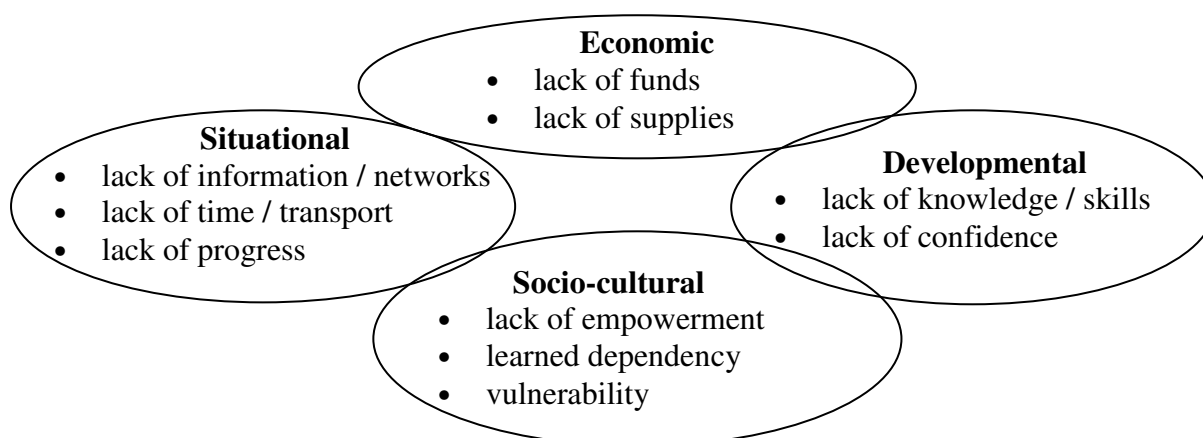 Economic
• lack of funds
• lack of supplies
Situational
• lack of information / networks
• lack of time / transport
• lack of progress
Developmental
• lack of knowledge / skills
• lack of confidence
Socio-cultural
• lack of empowerment
• learned dependency
• vulnerability